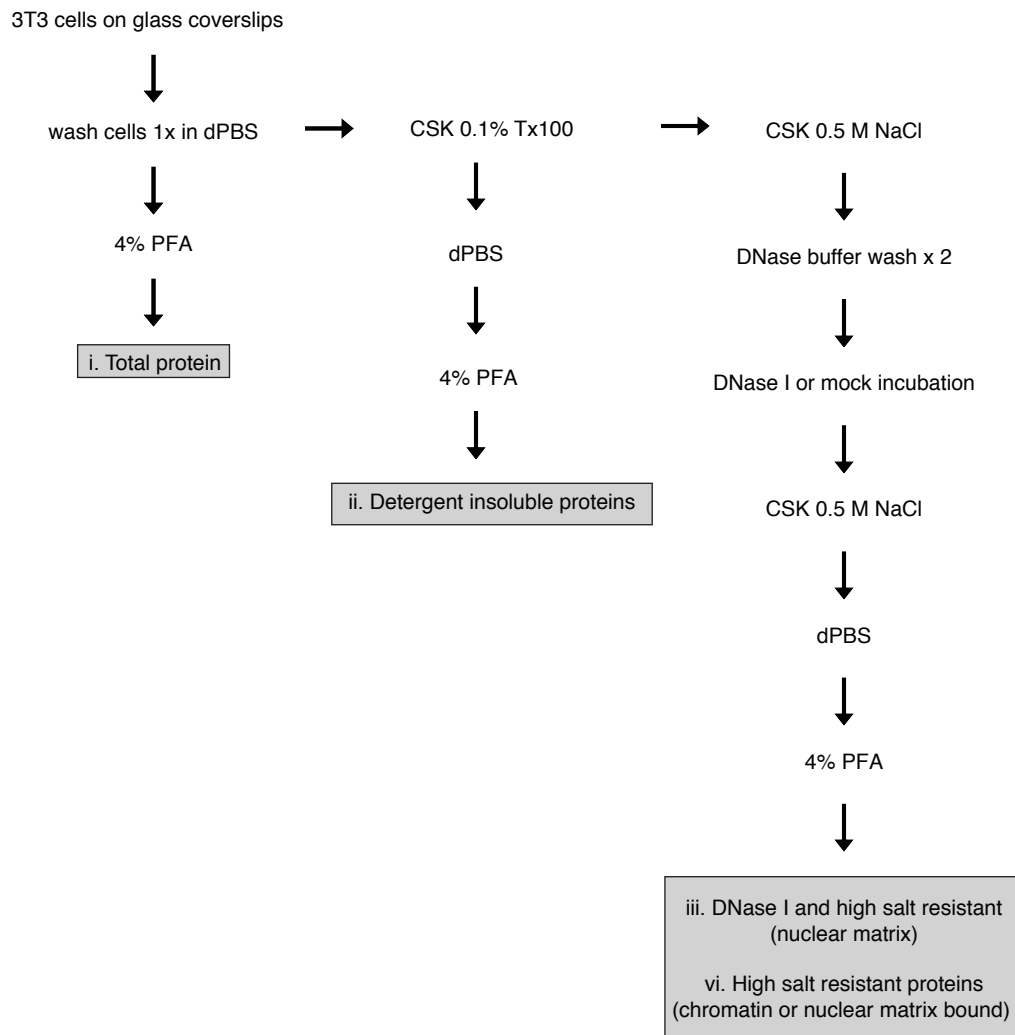 3T3 cells on glass coverslips
wash cells 1x in dPBS
4% PFA
i. Total protein
CSK 0.1% Tx100
dPBS
4% PFA
ii. Detergent insoluble proteins
CSK 0.5 M NaCl
DNase buffer wash x 2
DNase I or mock incubation
CSK 0.5 M NaCl
dPBS
4% PFA
iii. DNase I and high salt resistant
(nuclear matrix)
vi. High salt resistant proteins
(chromatin or nuclear matrix bound)